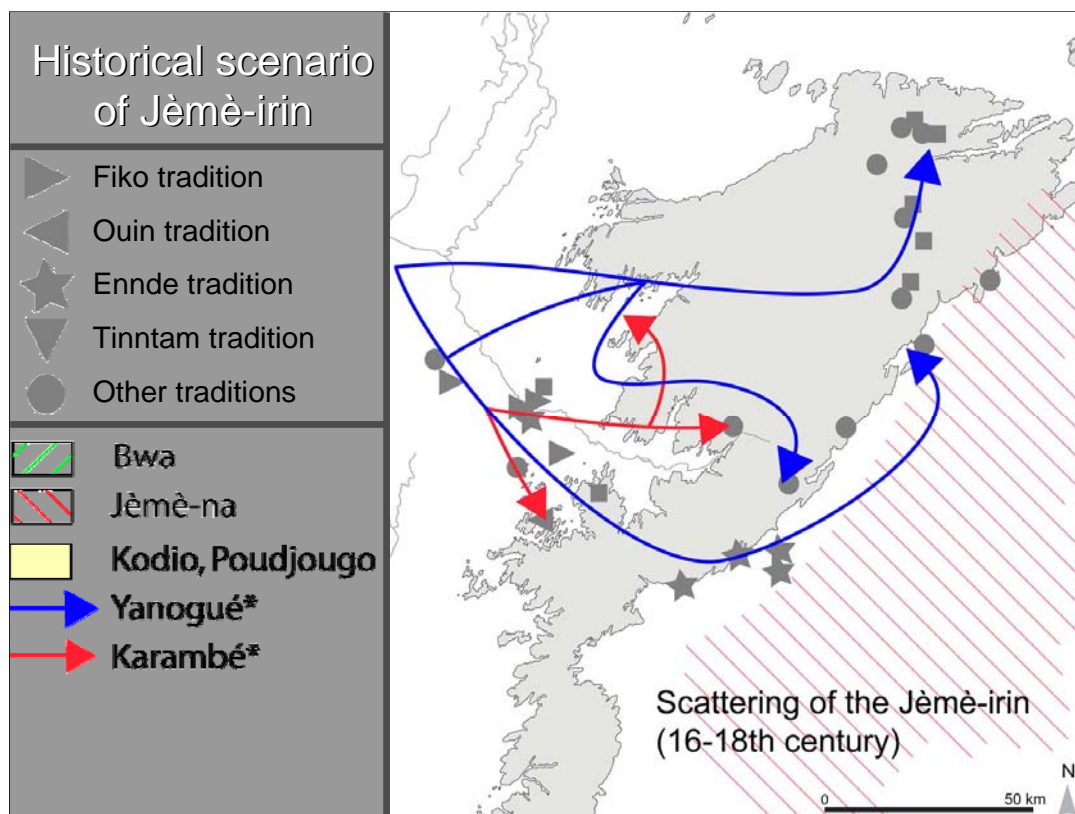 Historical scenario
of Jèmè-irin
Fiko tradition
Ouin tradition
Ennde tradition
Tinntam tradition
Other traditions
Bwa
Jèmè-na
Kodio, Poudjougo
Yanogué*
Karambé*
Scattering of the Jèmè-irin
(16-18th century)
N
0 50 km